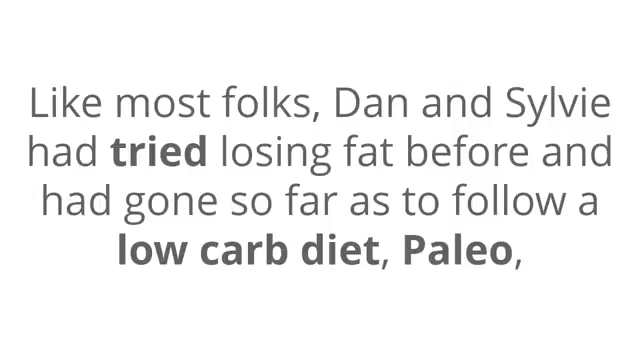 Like most folks, Dan and Sylvie
had tried losing fat before and
had gone so far as to follow a
low carb diet, Paleo,